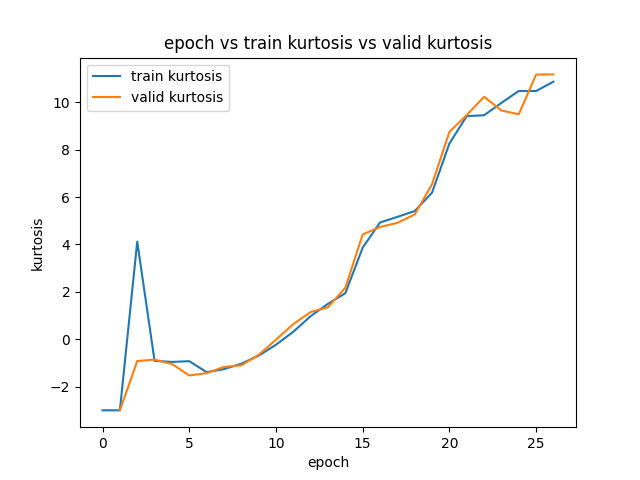 epoch vs train kurtosis vs valid kurtosis
train kurtosis
valid kurtosis
10
8
6
4
2
0
−2
kurtosis
0 5 10 15 20 25
epoch